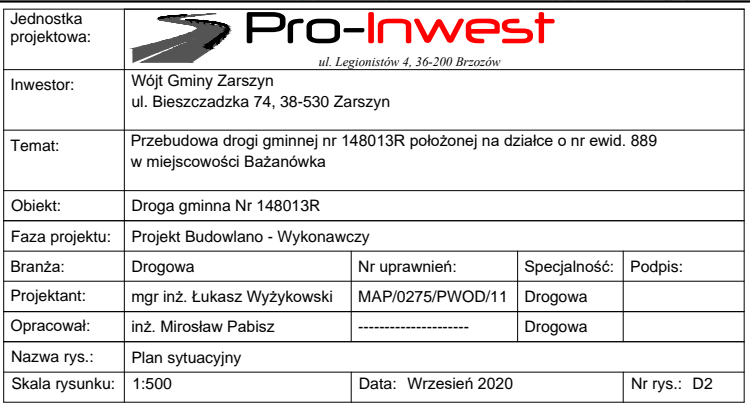 Jednostka
projektowa:
Pro-Inwest
ul. Legionistów 4, 36-200 Brzozów
Inwestor:
Wójt Gminy Zarszyn
ul. Bieszczadzka 74, 38-530 Zarszyn
Temat:
Przebudowa drogi gminnej nr 148013R położonej na działce o nr ewid. 889
w miejscowości Bażanówka
Obiekt: Droga gminna Nr 148013R
Faza projektu: Projekt Budowlano - Wykonawczy
Branża: Drogowa Nr uprawnień: Specjalność: Podpis:
Projektant: mgr inż. Łukasz Wyżykowski MAP/0275/PWOD/11 Drogowa
Opracował: inż. Mirosław Pabisz --------------------- Drogowa
Nazwa rys.: Plan sytuacyjny
Skala rysunku: 1:500 Data: Wrzesień 2020 Nr rys.: D2